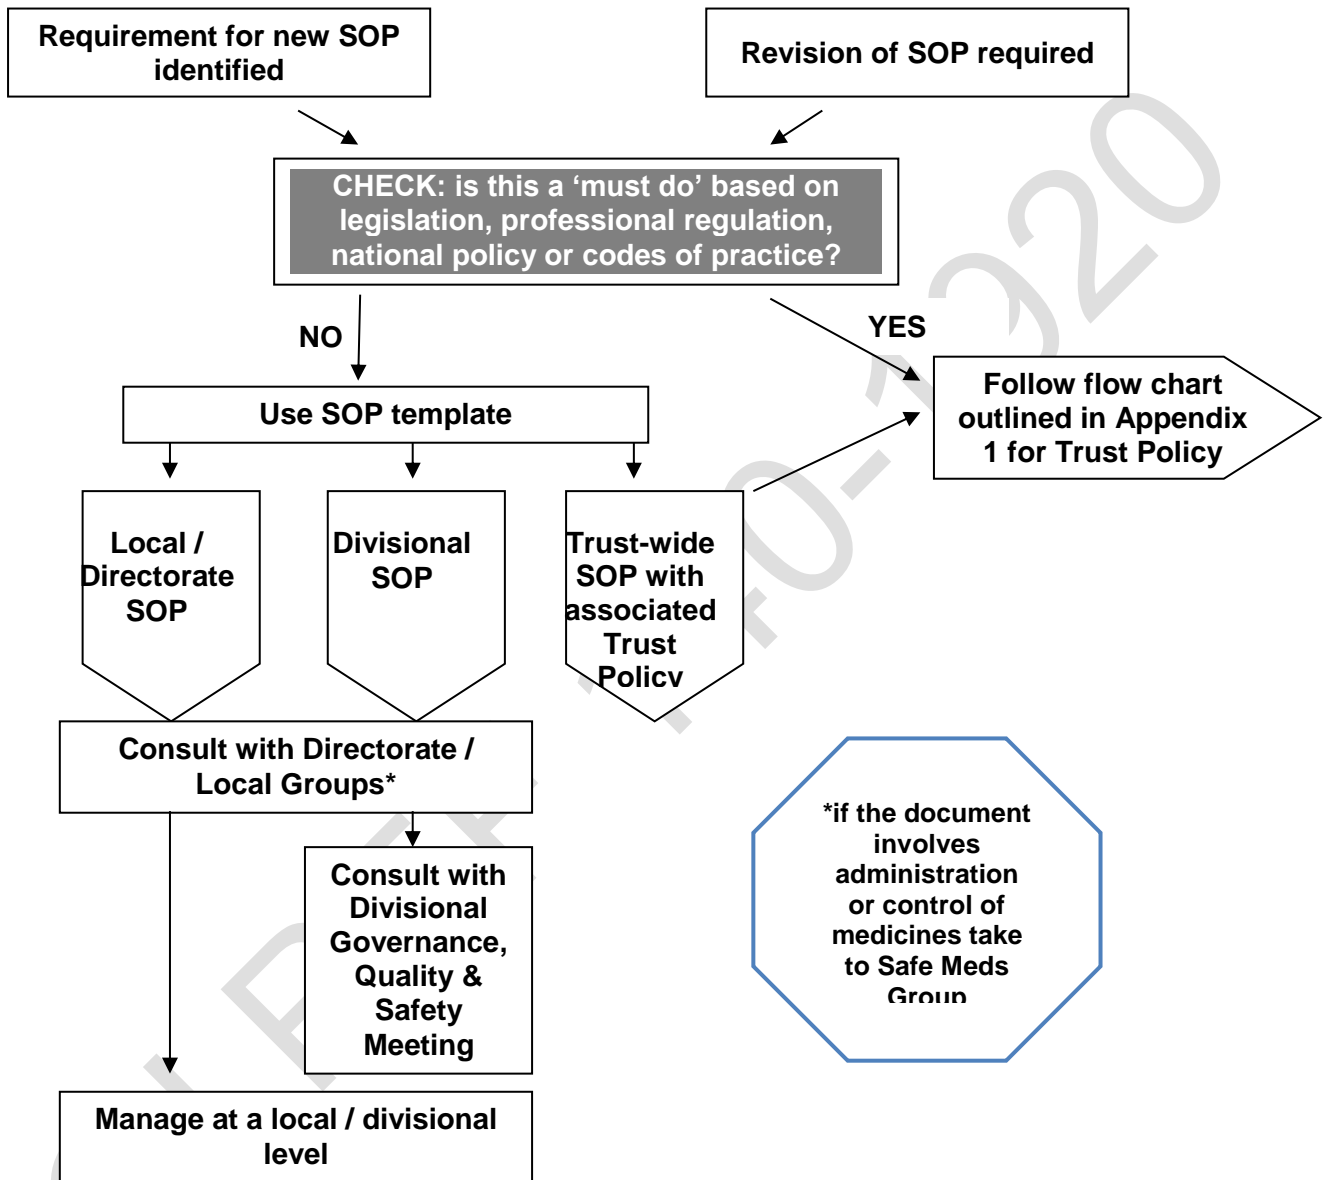 Requirement for new SOP
identified
Revision of SOP required
CHECK: is this a ‘must do’ based on
legislation, professional regulation,
national policy or codes of practice?
NO
YES
Use SOP template
Follow flow chart
outlined in Appendix
1 for Trust Policy
Local /
Directorate
SOP
Divisional
SOP
Trust-wide
SOP with
associated
Trust
Policy
Consult with Directorate /
Local Groups*
*if the document
involves
administration
or control of
medicines take
to Safe Meds
Group
Consult with
Divisional
Governance,
Quality &
Safety
Meeting
Manage at a local / divisional
level